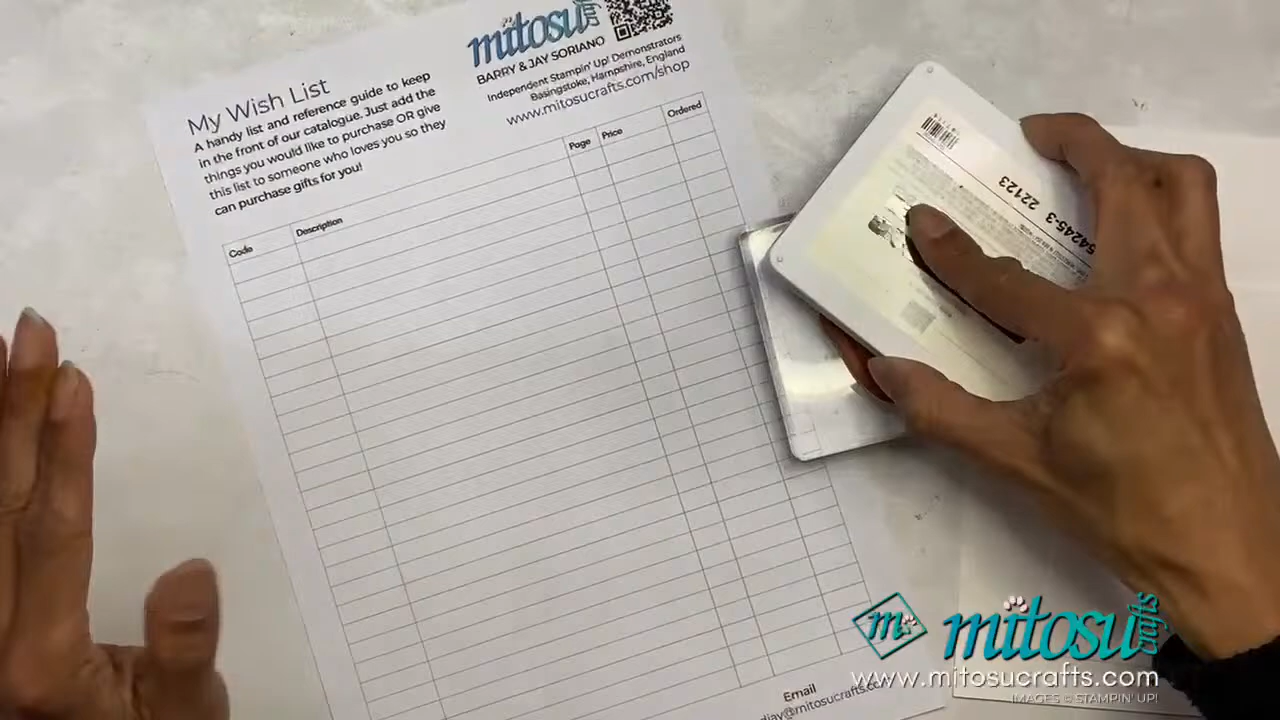 mitosu crafts
BARRY & JAY SORIANO
Independent Stampin' Up! Demonstrators
Basingstoke, Hampshire, England
www.mitosucrafts.com/shop
My Wish List
A handy list and reference guide to keep
in the front of our catalogue. Just add the
things you would like to purchase OR give
this list to someone who loves you so they
can purchase gifts for you!
Code Description Page Price Ordered
54245-3 22123
Email
@mitosucrafts.c
m
mitosu crafts
www.mitosucrafts.com
IMAGES © STAMPIN' UP!